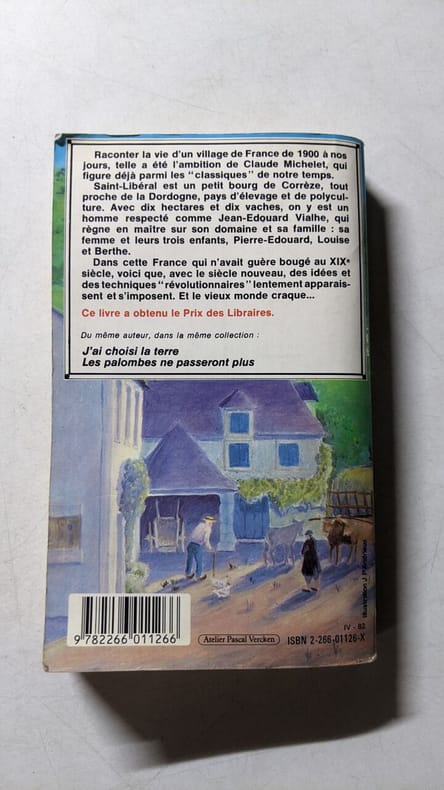 Raconter la vie d'un village de France de 1900 à nos
jours, telle a été l'ambition de Claude Michelet, qui
figure déjà parmi les "classiques" de notre temps.
Saint-Libéral est un petit bourg de Corrèze, tout
proche de la Dordogne, pays d'élevage et de polycul-
ture. Avec dix hectares et dix vaches, on y est un
homme respecté comme Jean-Edouard Vialhe, qui
règne en maître sur son domaine et sa famille : sa
femme et leurs trois enfants, Pierre-Edouard, Louise
et Berthe.
Dans cette France qui n'avait guère bougé au XIXe
siècle, voici que, avec le siècle nouveau, des idées et
des techniques "révolutionnaires" lentement apparais-
sent et s'imposent. Et le vieux monde craque...
Ce livre a obtenu le Prix des Libraires.
Du même auteur, dans la même collection :
J'ai choisi la terre
Les palombes ne passeront plus
Illustration J.
IV - 82
9 782266 011266
Atelier Pascal Vercken
ISBN 2-266-01126-X